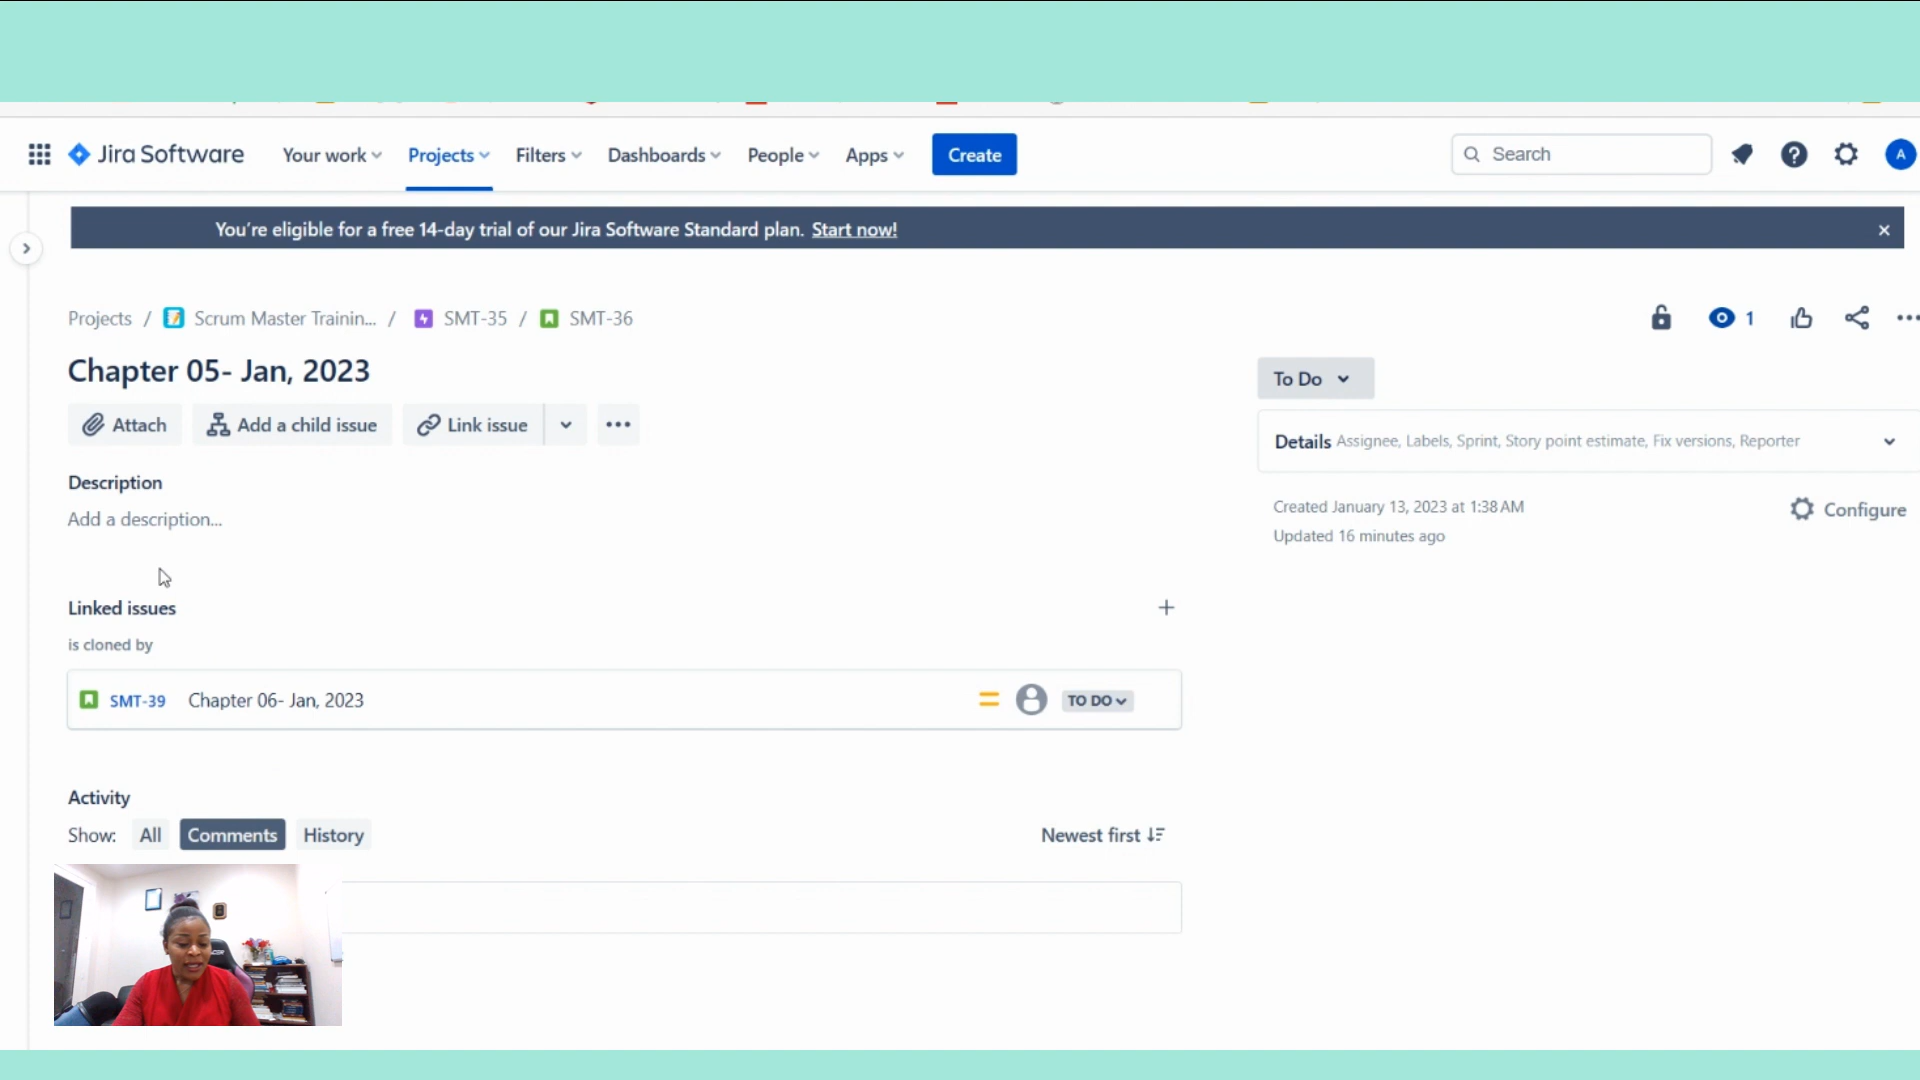 Jira Software Your work Projects Filters Dashboards People Apps Create Search A
You're eligible for a free 14-day trial of our Jira Software Standard plan. Start now!
Projects / Scrum Master Trainin... / SMT-35 / SMT-36 1
Chapter 05- Jan, 2023
To Do
Attach Add a child issue Link issue
Details Assignee, Labels, Sprint, Story point estimate, Fix versions, Reporter
Description
Add a description...
Created January 13, 2023 at 1:38 AM
Updated 16 minutes ago
Configure
Linked issues
is cloned by
SMT-39 Chapter 06- Jan, 2023 TO DO
Activity
Show: All Comments History Newest first